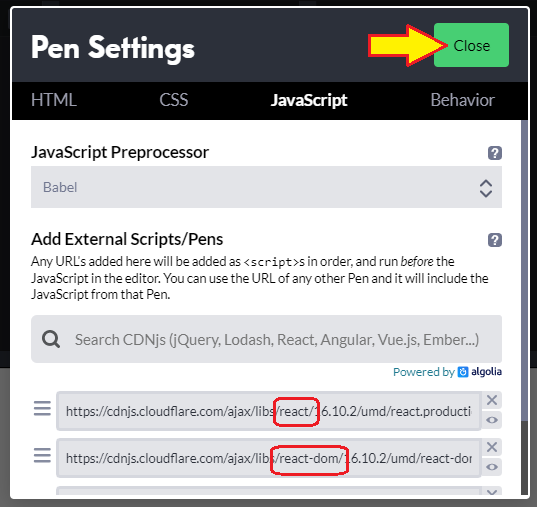 Pen Settings
Close
HTML CSS JavaScript Behavior
JavaScript Preprocessor ?
Babel
Add External Scripts/Pens ?
Any URL's added here will be added as <script>s in order, and run before the
JavaScript in the editor. You can use the URL of any other Pen and it will include the
JavaScript from that Pen.
Search CDNjs (jQuery, Lodash, React, Angular, Vue.js, Ember...)
Powered by algolia
https://cdnjs.cloudflare.com/ajax/libs/react/16.10.2/umd/react.producti
https://cdnjs.cloudflare.com/ajax/libs/react-dom/16.10.2/umd/react-dor